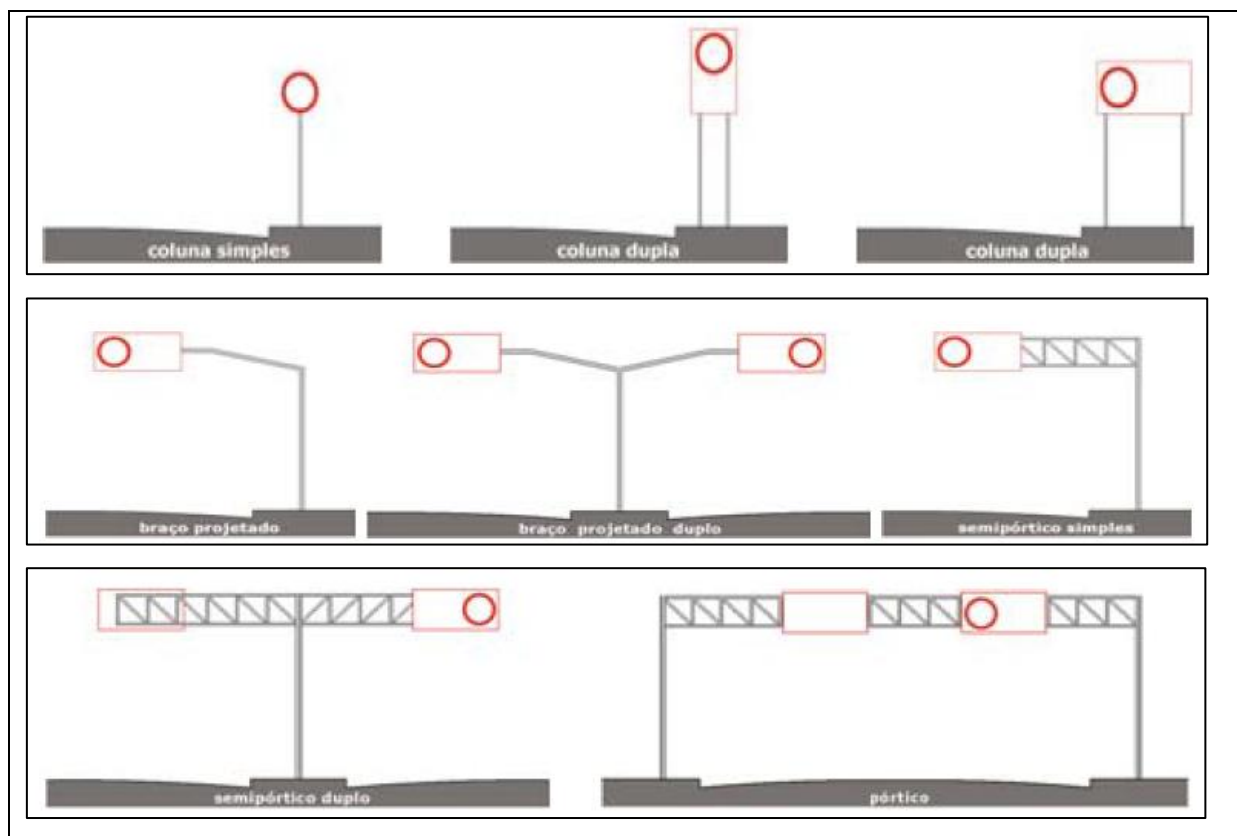 coluna simples
coluna dupla
coluna dupla
braço projetado
braço projetado duplo
semipórtico simples
semipórtico duplo
pórtico